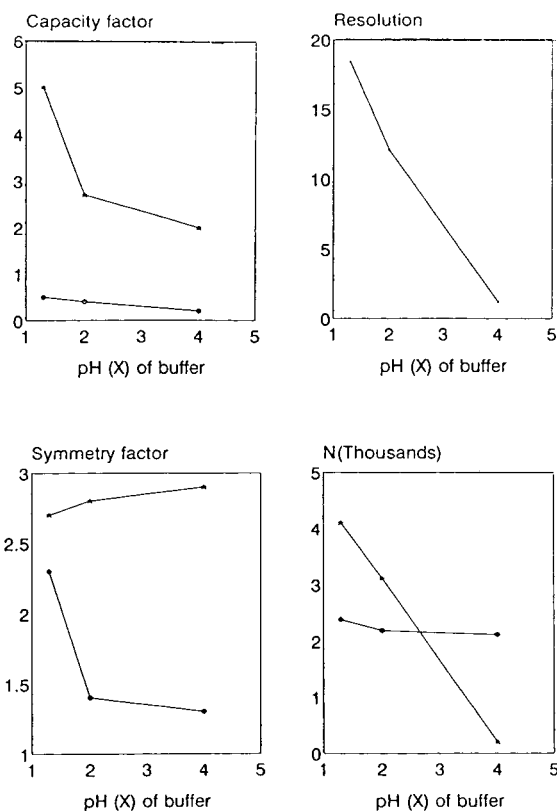 Capacity factor
6
5
4
3
2
1
0
1 2 3 4 5
pH (X) of buffer
Resolution
20
15
10
5
0
1 2 3 4 5
pH (X) of buffer
Symmetry factor
3
2.5
2
1.5
1
1 2 3 4 5
pH (X) of buffer
N(Thousands)
5
4
3
2
1
0
1 2 3 4 5
pH (X) of buffer